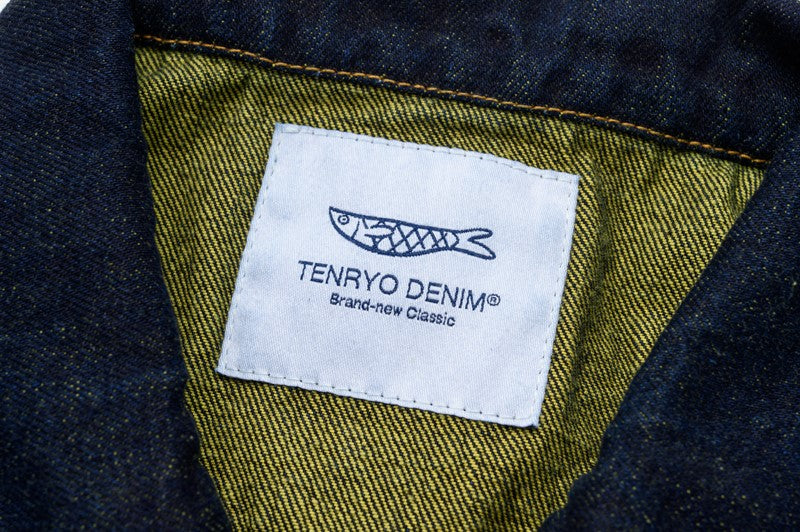 TENRYO DENIM®
Brand-new Classic